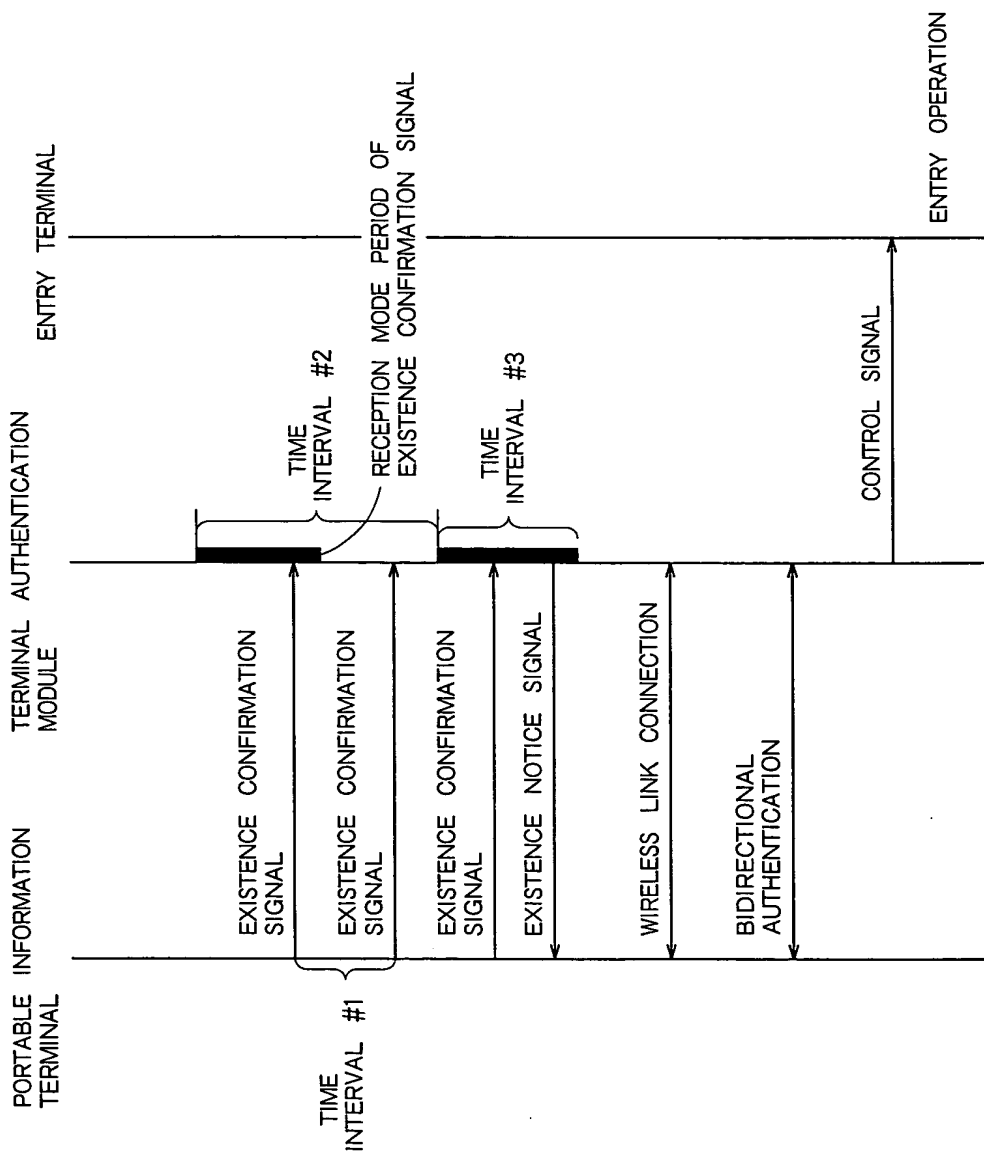 PORTABLE INFORMATION
TERMINAL
TERMINAL AUTHENTICATION
MODULE
ENTRY TERMINAL
EXISTENCE CONFIRMATION
SIGNAL
TIME
INTERVAL #1
EXISTENCE CONFIRMATION
SIGNAL
TIME
INTERVAL #2
RECEPTION MODE PERIOD OF
EXISTENCE CONFIRMATION SIGNAL
EXISTENCE CONFIRMATION
SIGNAL
TIME
INTERVAL #3
EXISTENCE NOTICE SIGNAL
WIRELESS LINK CONNECTION
BIDIRECTIONAL
AUTHENTICATION
CONTROL SIGNAL
ENTRY OPERATION